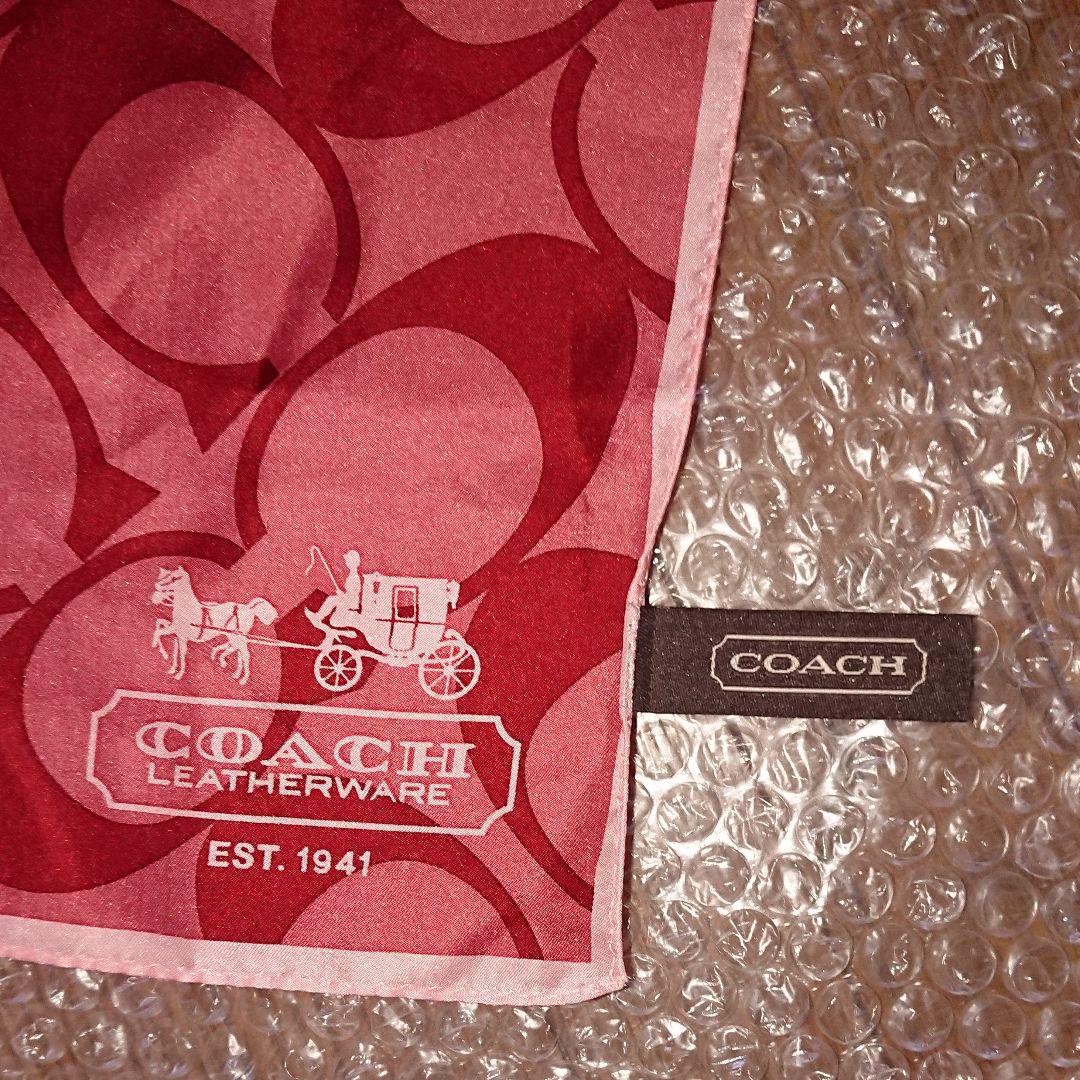 COACH
LEATHERWARE
EST. 1941
COACH